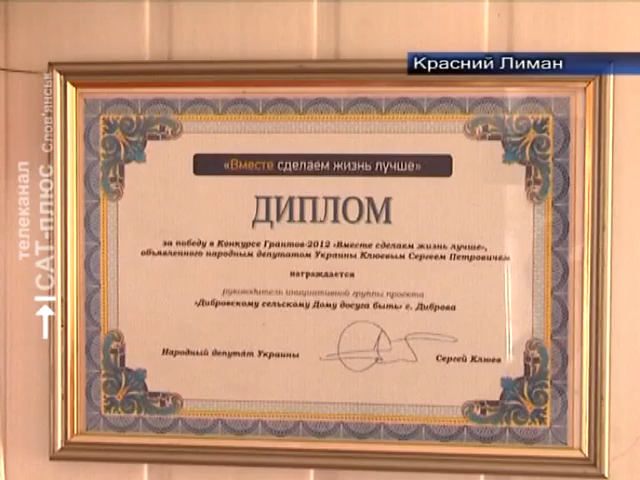 Красний Лиман
телеканал
САТ-ПЛЮС
Слов'янськ
«Вместе сделаем жизнь лучше»
ДИПЛОМ
за победу в Конкурсе Грантов-2012 «Вместе сделаем жизнь лучше»,
объявленного народным депутатом Украины Клюевым Сергеем Петровичем
награждается
руководитель инициативной группы проекта
«Дибровскому сельскому Дому досуга быть» с. Диброва
Народный депутат Украины
Сергей Клюев